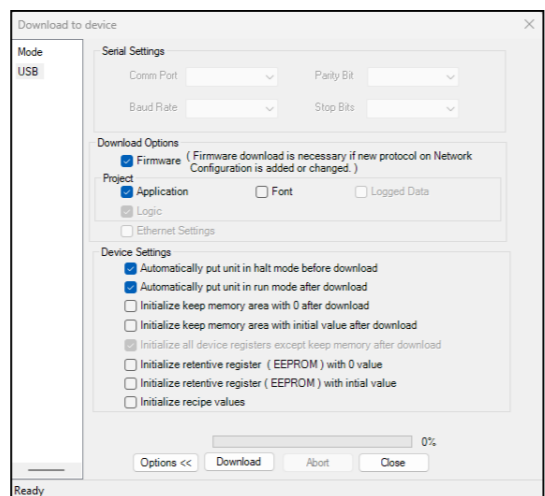 Download to device
Mode
USB
Serial Settings
Comm Port
Parity Bit
Baud Rate
Stop Bits
Download Options
Firmware ( Firmware download is necessary if new protocol on Network
Configuration is added or changed. )
Project
Application
Font
Logged Data
Logic
Ethernet Settings
Device Settings
Automatically put unit in halt mode before download
Automatically put unit in run mode after download
Initialize keep memory area with 0 after download
Initialize keep memory area with initial value after download
Initialize all device registers except keep memory after download
Initialize retentive register ( EEPROM ) with 0 value
Initialize retentive register ( EEPROM ) with intial value
Initialize recipe values
0%
Options <<
Download
Abort
Close
Ready